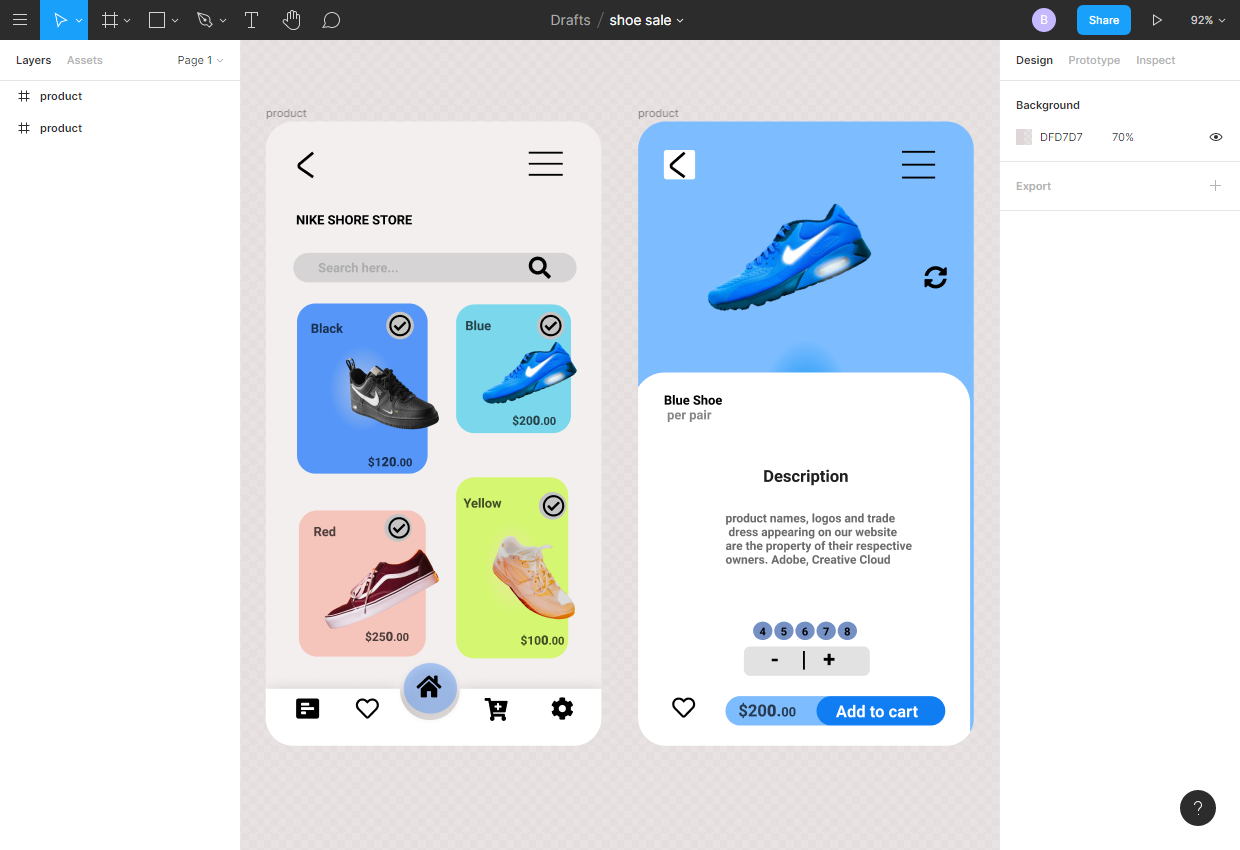 Drafts / shoe sale
B
Share
92%
Layers
Assets
Page 1
Design
Prototype
Inspect
product
product
Background
DFD7D7
70%
Export
product
NIKE SHORE STORE
Search here...
Black
$120.00
Blue
$200.00
Red
$250.00
Yellow
$100.00
product
Blue Shoe
per pair
Description
product names, logos and trade
dress appearing on our website
are the property of their respective
owners. Adobe, Creative Cloud
4 5 6 7 8
- | +
$200.00
Add to cart
?